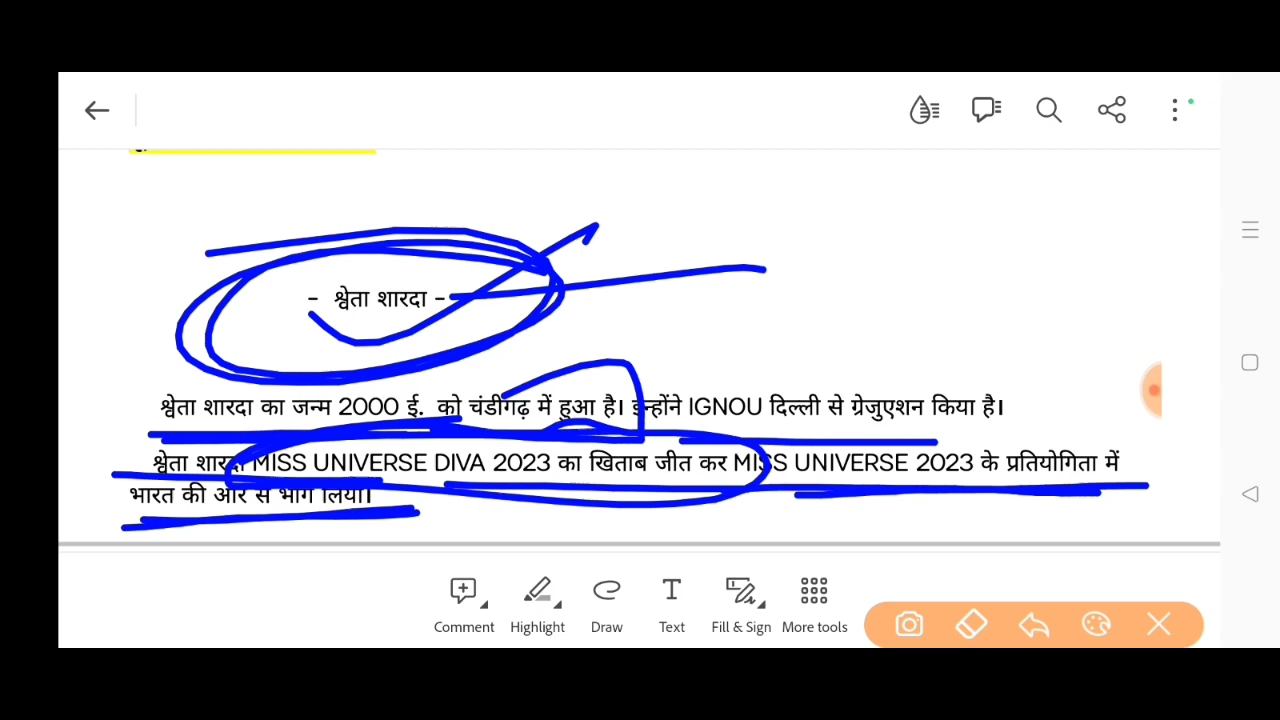 - श्वेता शारदा -
श्वेता शारदा का जन्म 2000 ई. को चंडीगढ़ में हुआ है। इन्होंने IGNOU दिल्ली से ग्रेजुएशन किया है।
श्वेता शारदा MISS UNIVERSE DIVA 2023 का खिताब जीत कर MISS UNIVERSE 2023 के प्रतियोगिता में
भारत की ओर से भाग लिया।
Comment Highlight Draw Text Fill & Sign More tools